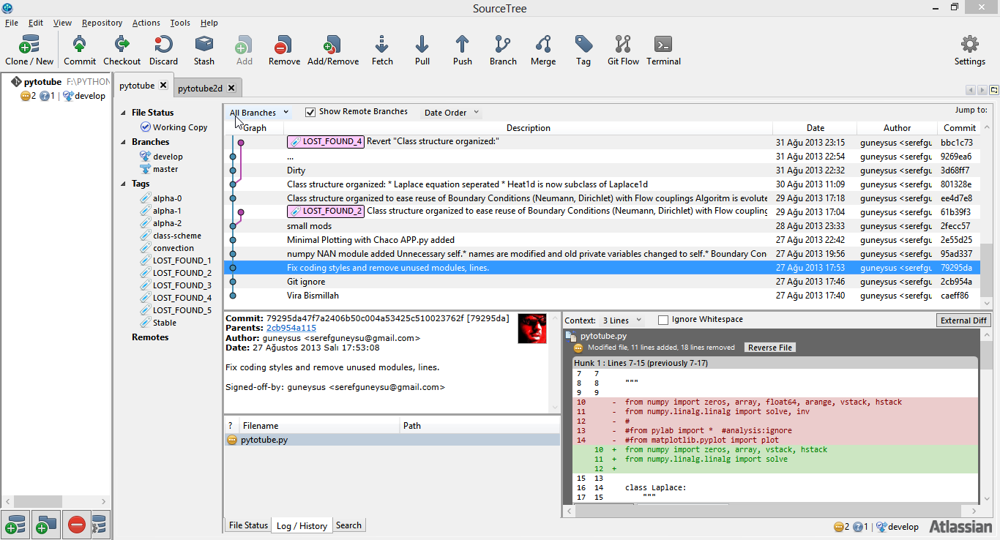 SourceTree
File Edit View Repository Actions Tools Help
Clone / New Commit Checkout Discard Stash Add Remove Add/Remove Fetch Pull Push Branch Merge Tag Git Flow Terminal Settings
pytotube F:\PYTHON
2 1 | develop
pytotube pytotube2d
File Status
Working Copy
Branches
develop
master
Tags
alpha-0
alpha-1
alpha-2
class-scheme
convection
LOST_FOUND_1
LOST_FOUND_2
LOST_FOUND_3
LOST_FOUND_4
LOST_FOUND_5
Stable
Remotes
All Branches Show Remote Branches Date Order Jump to:
Graph Description Date Author Commit
LOST_FOUND_4 Revert "Class structure organized:" 31 Ağu 2013 23:15 guneysus <serefgu bbc1c73
... 31 Ağu 2013 22:54 guneysus <serefgu 9269ea6
Dirty 31 Ağu 2013 22:32 guneysus <serefgu 3d68ff7
Class structure organized: * Laplace equation seperated * Heat1d is now subclass of Laplace1d 30 Ağu 2013 11:09 guneysus <serefgu 801328e
Class structure organized to ease reuse of Boundary Conditions (Neumann, Dirichlet) with Flow couplings Algoritm is evolute 29 Ağu 2013 17:18 guneysus <serefgu ee4d7e8
LOST_FOUND_2 Class structure organized to ease reuse of Boundary Conditions (Neumann, Dirichlet) with Flow coupling 29 Ağu 2013 17:04 guneysus <serefgu 61b39f3
small mods 28 Ağu 2013 23:33 guneysus <serefgu 2fecc57
Minimal Plotting with Chaco APP.py added 27 Ağu 2013 22:42 guneysus <serefgu 2e55d25
numpy NAN module added Unnecessary self.* names are modified and old private variables changed to self.* Boundary Con 27 Ağu 2013 19:56 guneysus <serefgu 95ad337
Fix coding styles and remove unused modules, lines. 27 Ağu 2013 17:53 guneysus <serefgu 79295da
Git ignore 27 Ağu 2013 17:46 guneysus <serefgu 2cb954a
Vira Bismillah 27 Ağu 2013 17:40 guneysus <serefgu caeff86
Commit: 79295da47f7a2406b50c004a53425c510023762f [79295da]
Parents: 2cb954a115
Author: guneysus <serefguneysu@gmail.com>
Date: 27 Ağustos 2013 Salı 17:53:08
Fix coding styles and remove unused modules, lines.
Signed-off-by: guneysus <serefguneysu@gmail.com>
? Filename Path
pytotube.py
Context: 3 Lines Ignore Whitespace External Diff
pytotube.py
Modified file, 11 lines added, 18 lines removed Reverse File
Hunk 1 : Lines 7-15 (previously 7-17)
7 7
8 8 """
9 9
10 - from numpy import zeros, array, float64, arange, vstack, hstack
11 - from numpy.linalg.linalg import solve, inv
12 - #
13 - #from pylab import * #analysis:ignore
14 - #from matplotlib.pyplot import plot
10 + from numpy import zeros, array, vstack, hstack
11 + from numpy.linalg.linalg import solve
12 +
15 13
16 14 class Laplace:
17 15 """
File Status Log / History Search
2 1 | develop Atlassian